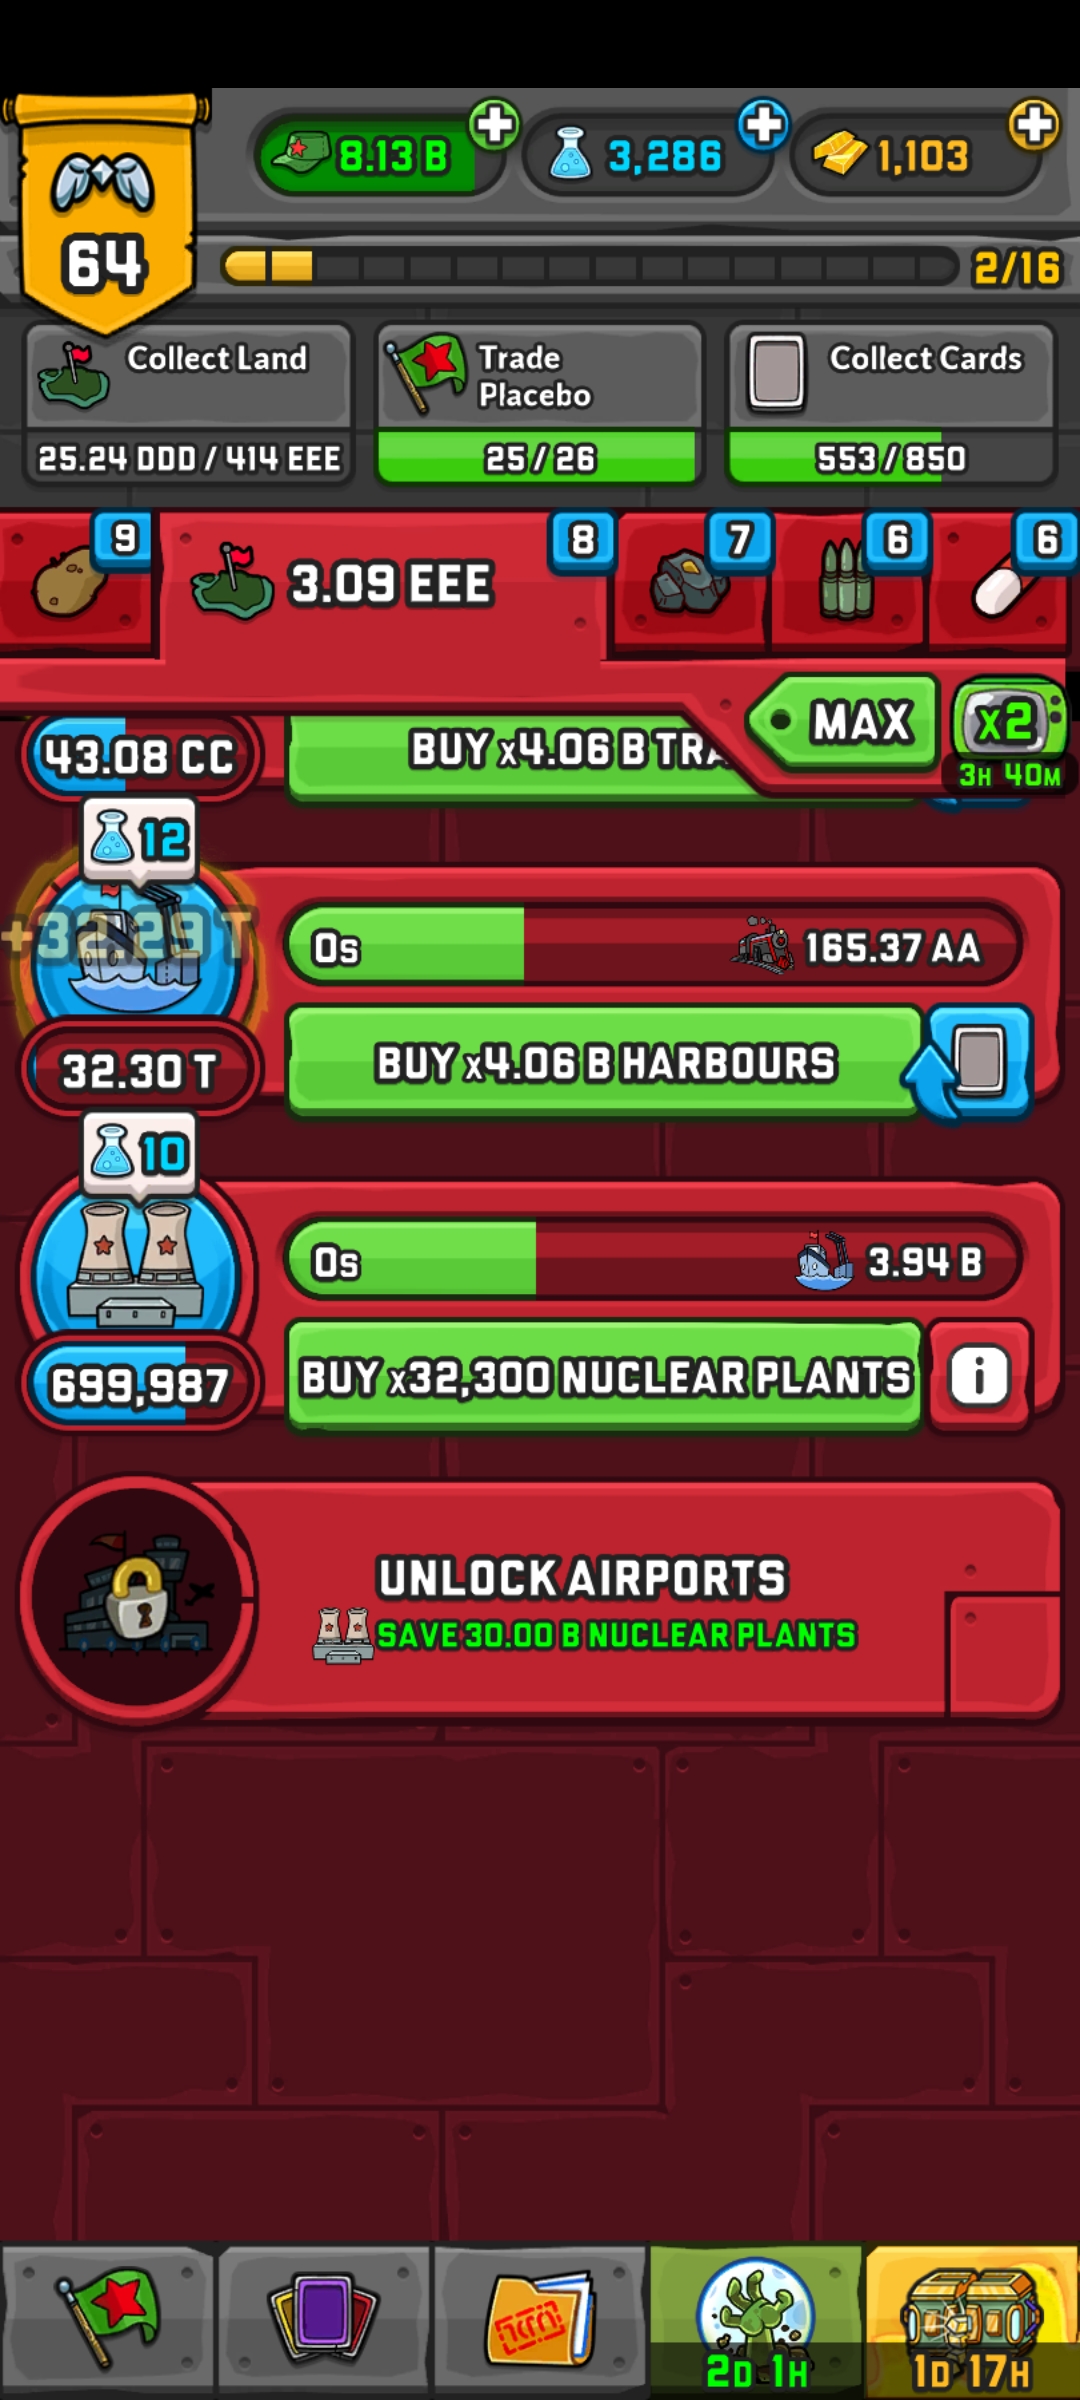 8.13 B
3,286
1,103
64
2/16
Collect Land
25.24 DDD / 414 EEE
Trade
Placebo
25 / 26
Collect Cards
553 / 850
9
3.09 EEE
8
7
6
6
MAX
x2
3H 40M
43.08 CC
BUY x4.06 B TRA
12
+32.29 T
0s
165.37 AA
32.30 T
BUY x4.06 B HARBOURS
10
0s
3.94 B
699,987
BUY x32,300 NUCLEAR PLANTS
i
UNLOCK AIRPORTS
SAVE 30.00 B NUCLEAR PLANTS
2D 1H
1D 17H